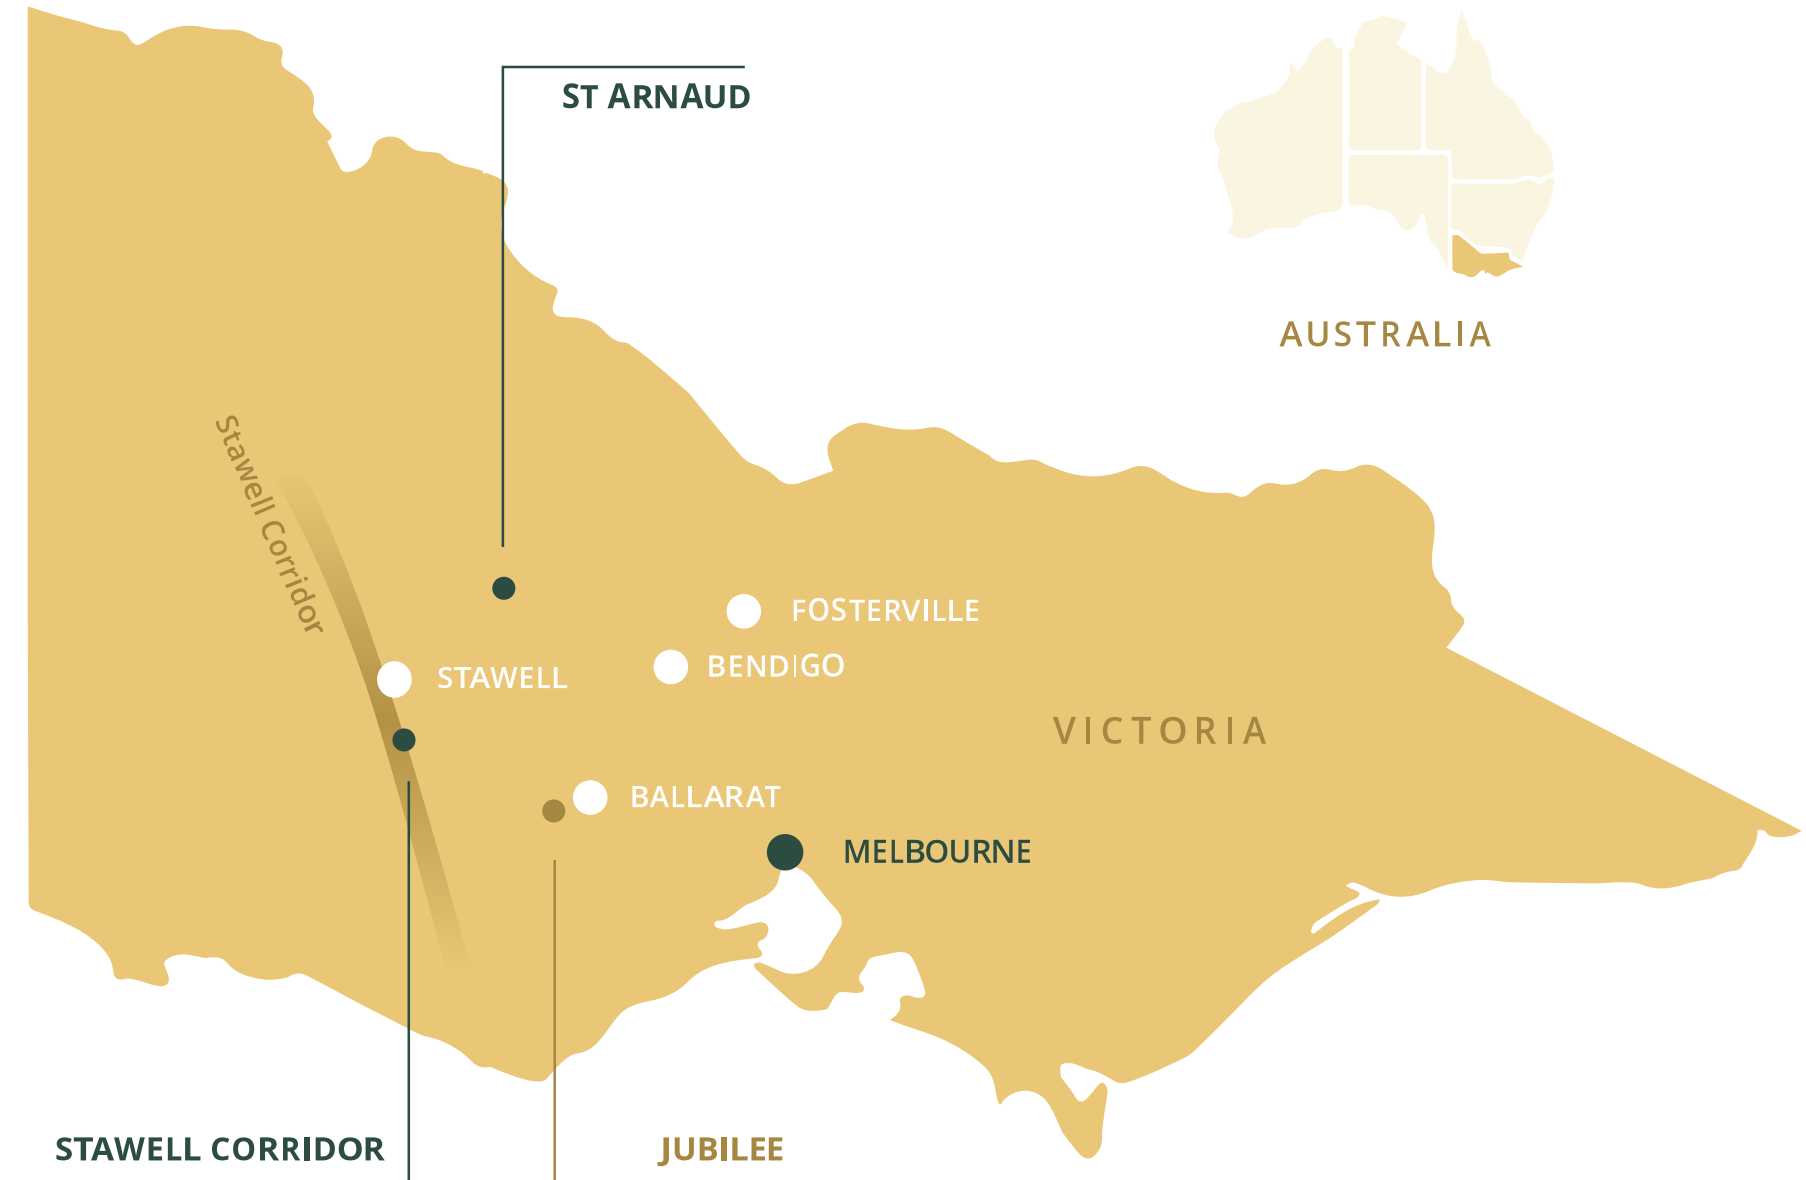 ST ARNAUD
AUSTRALIA
Stawell Corridor
FOSTERVILLE
BENDIGO
STAWELL
VICTORIA
BALLARAT
MELBOURNE
STAWELL CORRIDOR
JUBILEE